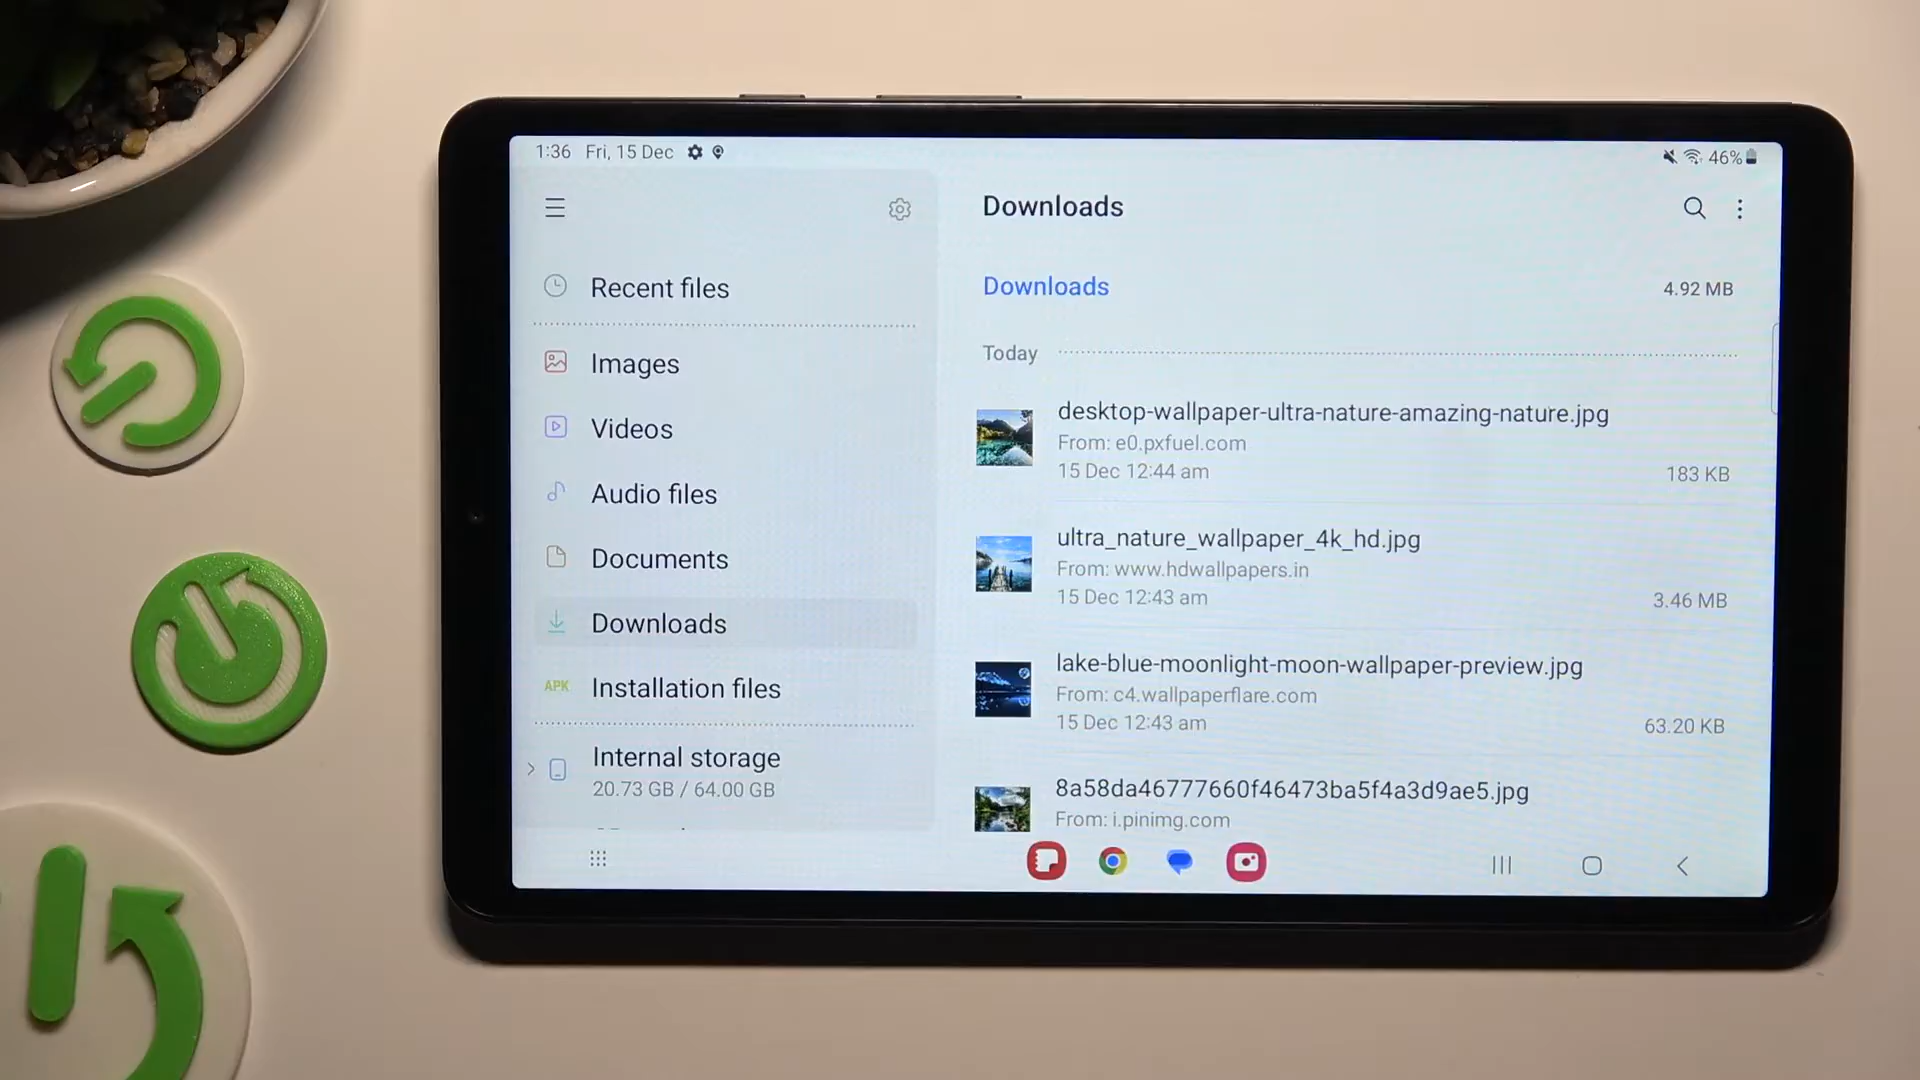 1:36 Fri, 15 Dec
46%
Recent files
Images
Videos
Audio files
Documents
Downloads
APK Installation files
Internal storage
20.73 GB / 64.00 GB
Downloads
Downloads
4.92 MB
Today
desktop-wallpaper-ultra-nature-amazing-nature.jpg
From: e0.pxfuel.com
15 Dec 12:44 am
183 KB
ultra_nature_wallpaper_4k_hd.jpg
From: www.hdwallpapers.in
15 Dec 12:43 am
3.46 MB
lake-blue-moonlight-moon-wallpaper-preview.jpg
From: c4.wallpaperflare.com
15 Dec 12:43 am
63.20 KB
8a58da46777660f46473ba5f4a3d9ae5.jpg
From: i.pinimg.com